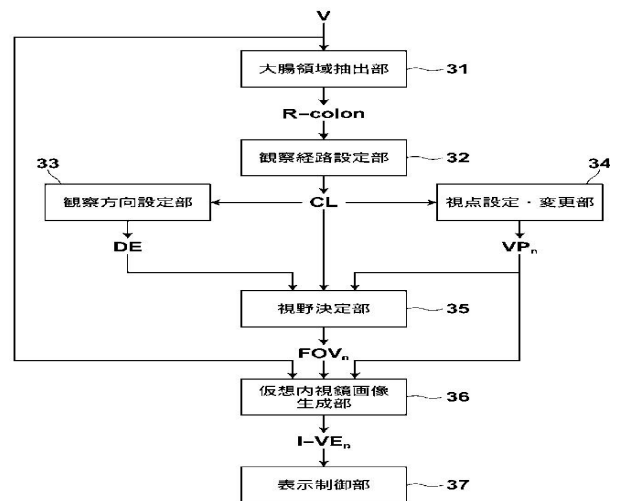 V
大腸領域抽出部 31
R-colon
観察経路設定部 32
33
34
観察方向設定部
CL
視点設定・変更部
DE
VPn
視野決定部 35
FOVn
仮想内視鏡画像
生成部
36
I-VEn
表示制御部 37